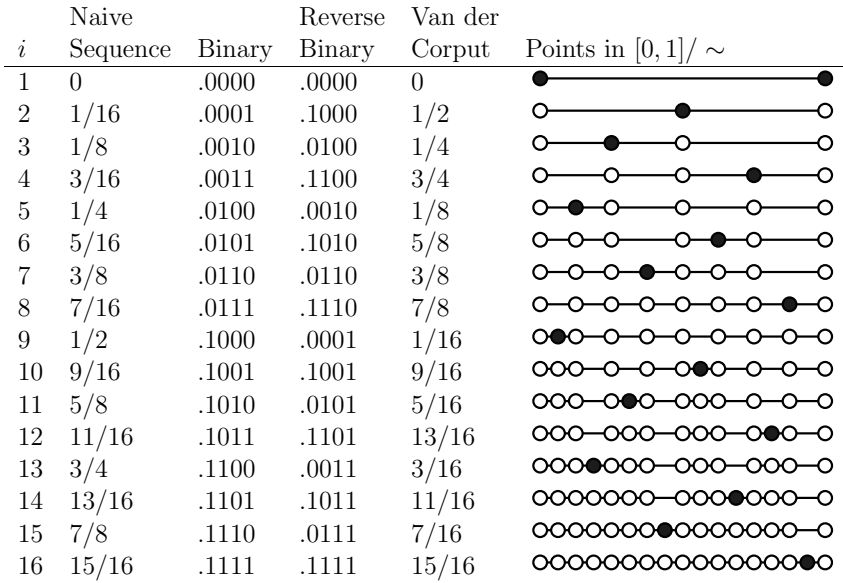 Naive Reverse Van der
i Sequence Binary Binary Corput Points in [0, 1]/ ∼
1 0 .0000 .0000 0
2 1/16 .0001 .1000 1/2
3 1/8 .0010 .0100 1/4
4 3/16 .0011 .1100 3/4
5 1/4 .0100 .0010 1/8
6 5/16 .0101 .1010 5/8
7 3/8 .0110 .0110 3/8
8 7/16 .0111 .1110 7/8
9 1/2 .1000 .0001 1/16
10 9/16 .1001 .1001 9/16
11 5/8 .1010 .0101 5/16
12 11/16 .1011 .1101 13/16
13 3/4 .1100 .0011 3/16
14 13/16 .1101 .1011 11/16
15 7/8 .1110 .0111 7/16
16 15/16 .1111 .1111 15/16